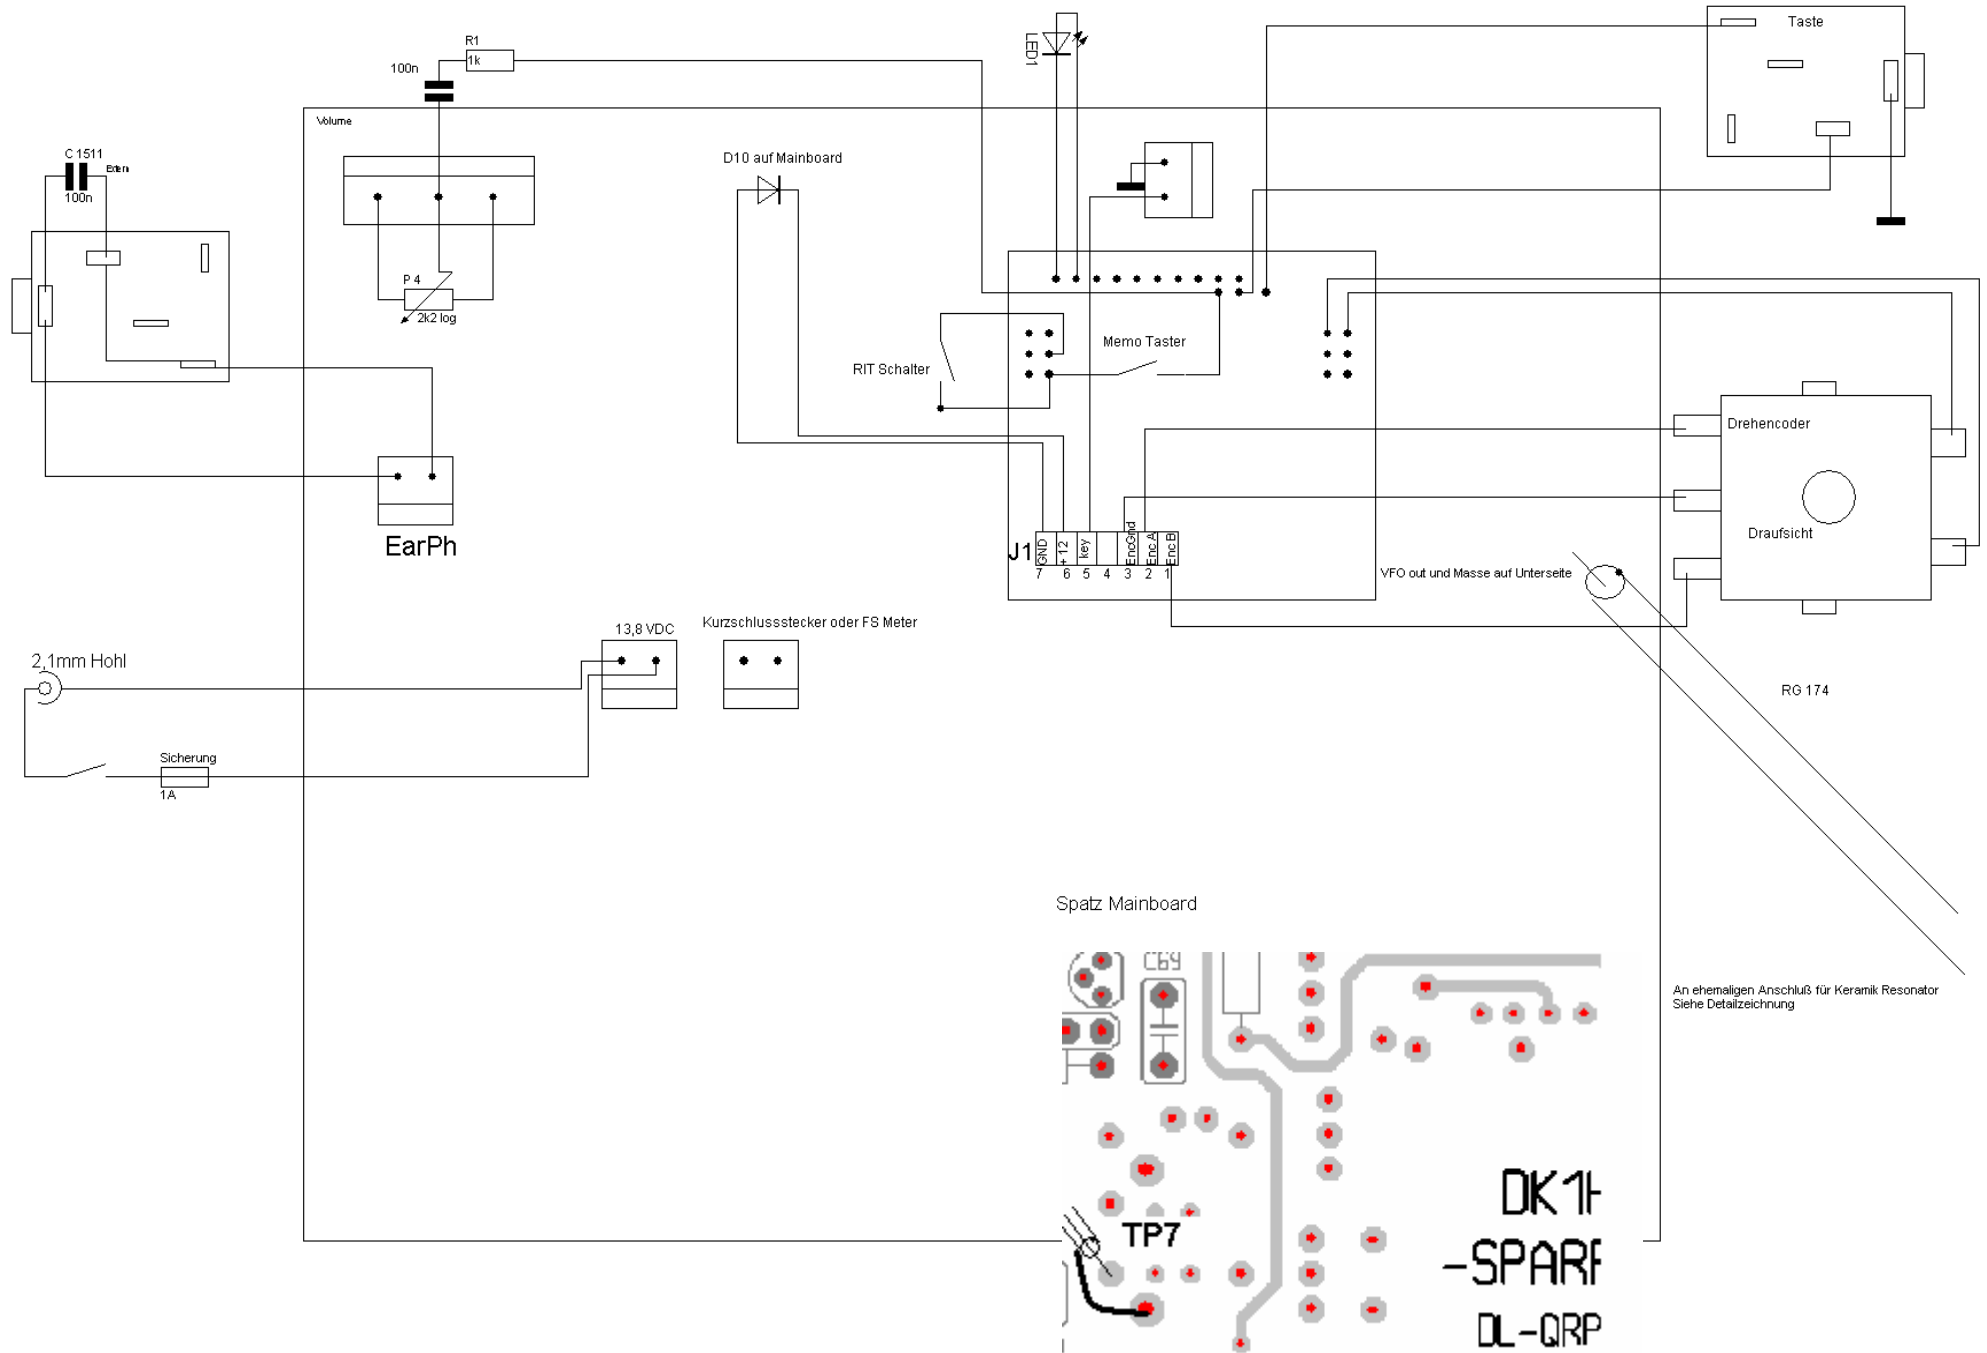 R1
1k
100n
LED1
Taste
Volume
C 1511
Extern
100n
D10 auf Mainboard
P 4
2k2 log
Memo Taster
RIT Schalter
Drehencoder
Draufsicht
EarPh
J1
GND
+ 12
key
EncGnd
Enc A
Enc B
7 6 5 4 3 2 1
VFO out und Masse auf Unterseite
13,8 VDC
Kurzschlussstecker oder FS Meter
2,1mm Hohl
RG 174
Sicherung
1A
Spatz Mainboard
C69
An ehemaligen Anschluß für Keramik Resonator
Siehe Detailzeichnung
TP7
DK1H
-SPARF
DL-QRP